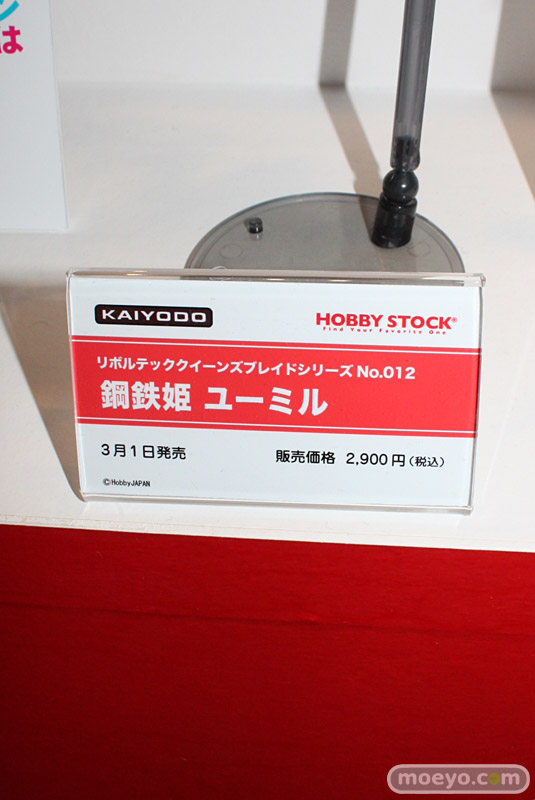 は
KAIYODO
HOBBY STOCK®
Find Your Favorite One
リボルテッククイーンズブレイドシリーズ No.012
鋼鉄姫 ユーミル
3月1日発売
販売価格 2,900円(税込)
©HobbyJAPAN
moeyo.com